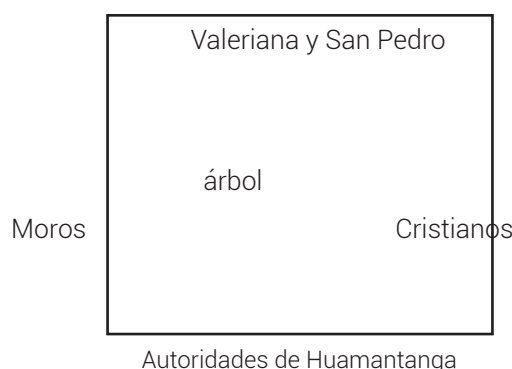 Valeriana y San Pedro
árbol
Moros
Cristianos
Autoridades de Huamantanga